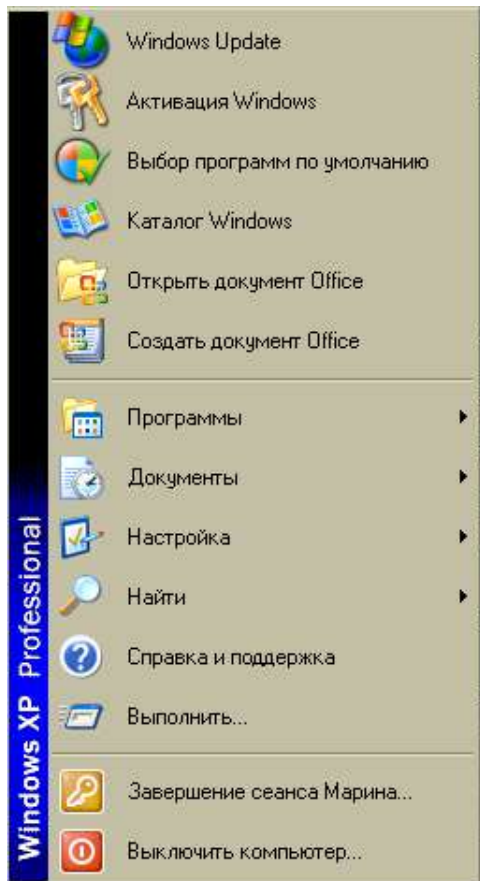 Windows Update
Активация Windows
Выбор программ по умолчанию
Каталог Windows
Открыть документ Office
Создать документ Office
Программы
Документы
Настройка
Найти
Справка и поддержка
Выполнить...
Завершение сеанса Марина...
Выключить компьютер...
Windows XP Professional